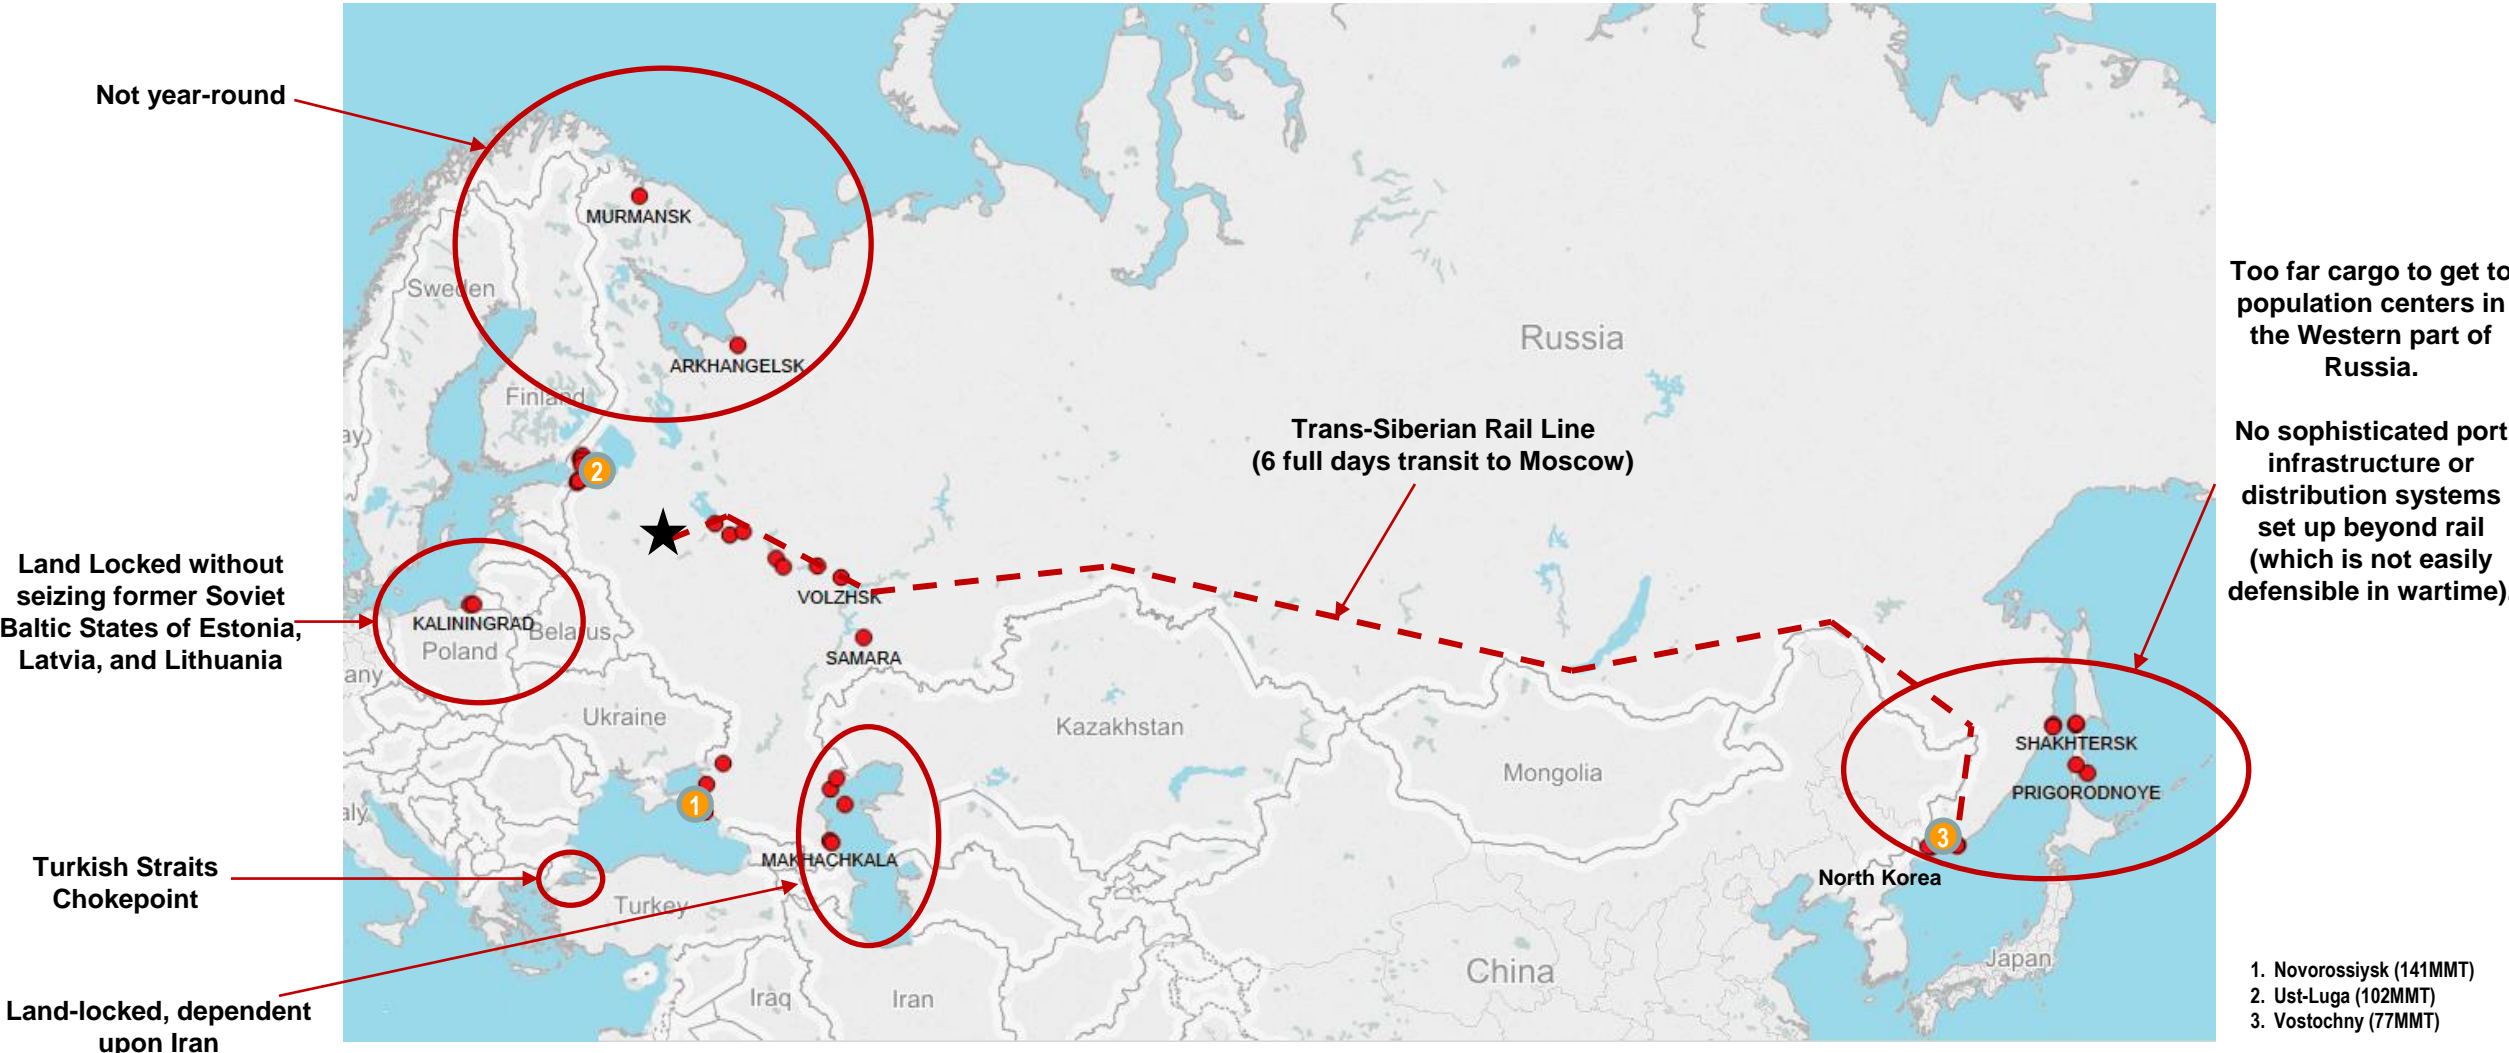 Not year-round
MURMANSK
Sweden
ARKHANGELSK
Finland
Russia
Too far cargo to get to
population centers in
the Western part of
Russia.
No sophisticated port
infrastructure or
distribution systems
set up beyond rail
(which is not easily
defensible in wartime).
Trans-Siberian Rail Line
(6 full days transit to Moscow)
ay
2
Land Locked without
seizing former Soviet
Baltic States of Estonia,
Latvia, and Lithuania
KALININGRAD
Belarus
Poland
any
VOLZHSK
SAMARA
Ukraine
Kazakhstan
Mongolia
SHAKHTERSK
PRIGORODNOYE
1
3
aly
MAKHACHKALA
North Korea
Turkish Straits
Chokepoint
Turkey
China
Japan
Iraq
Iran
Land-locked, dependent
upon Iran
1. Novorossiysk (141MMT)
2. Ust-Luga (102MMT)
3. Vostochny (77MMT)